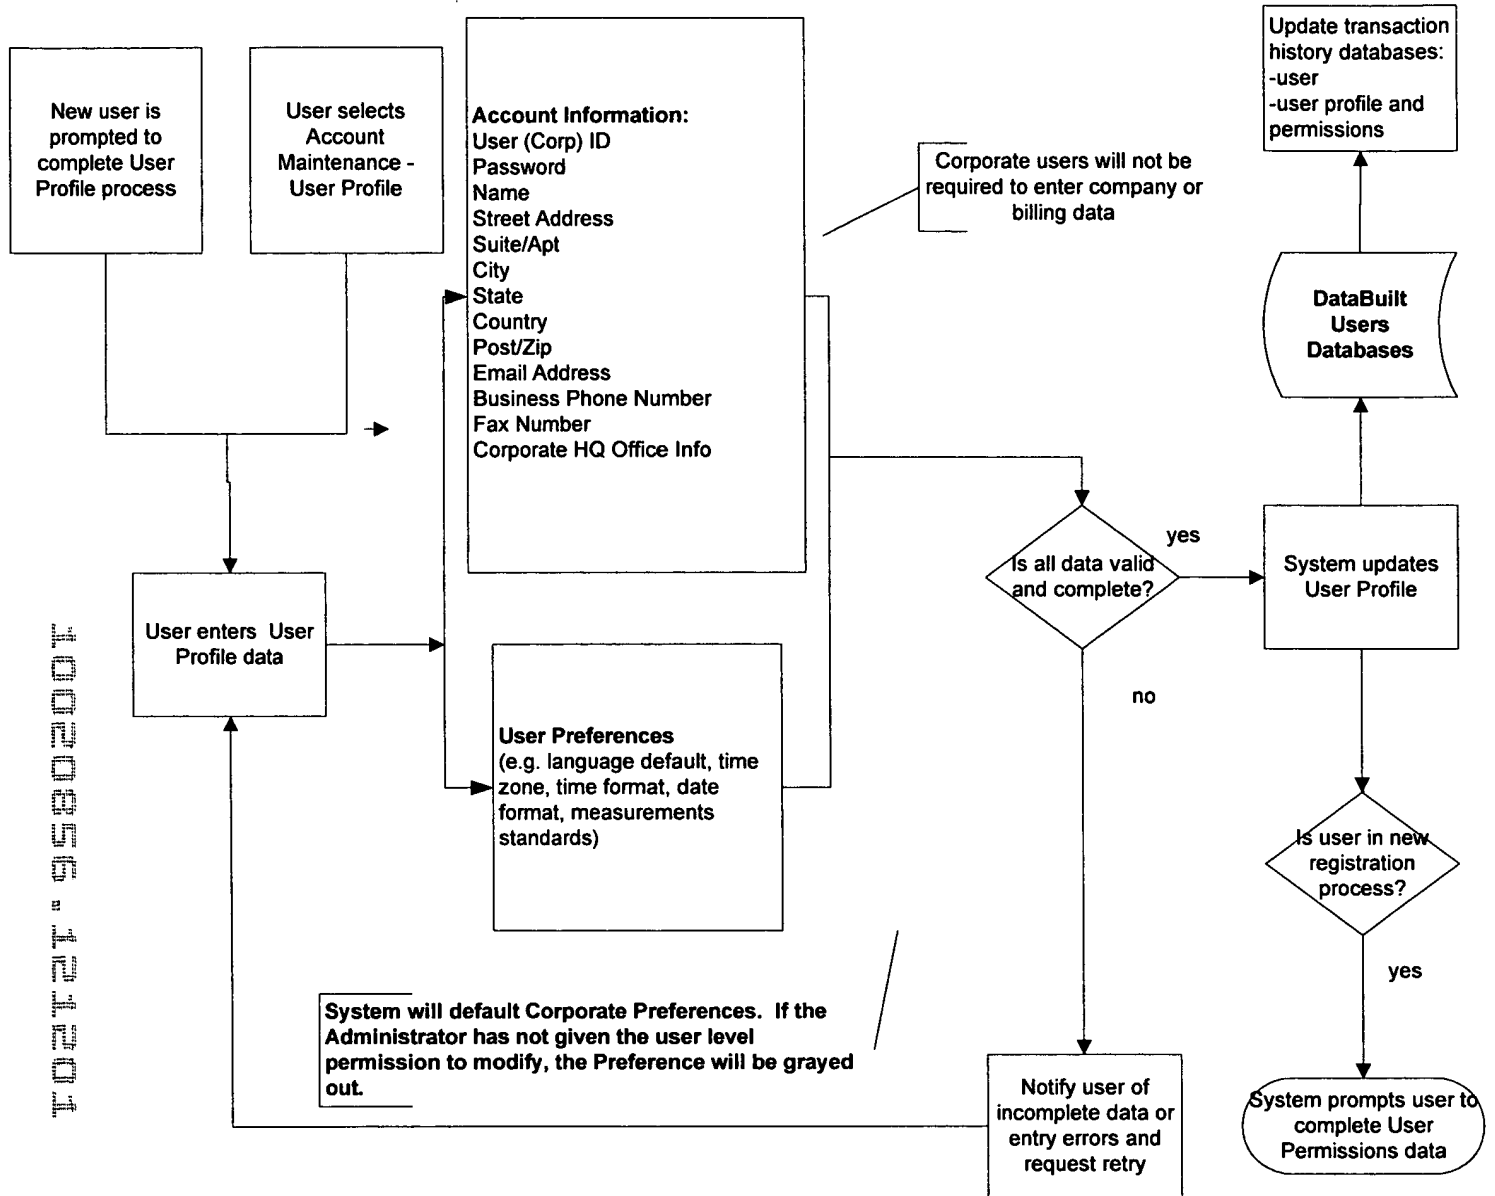 New user is
prompted to
complete User
Profile process
User selects
Account
Maintenance -
User Profile
Account Information:
User (Corp) ID
Password
Name
Street Address
Suite/Apt
City
State
Country
Post/Zip
Email Address
Business Phone Number
Fax Number
Corporate HQ Office Info
Corporate users will not be
required to enter company or
billing data
Update transaction
history databases:
-user
-user profile and
permissions
DataBuilt
Users
Databases
Is all data valid
and complete?
yes
System updates
User Profile
User enters User
Profile data
no
User Preferences
(e.g. language default, time
zone, time format, date
format, measurements
standards)
Is user in new
registration
process?
yes
System will default Corporate Preferences. If the
Administrator has not given the user level
permission to modify, the Preference will be grayed
out.
Notify user of
incomplete data or
entry errors and
request retry
System prompts user to
complete User
Permissions data
10020856.121201